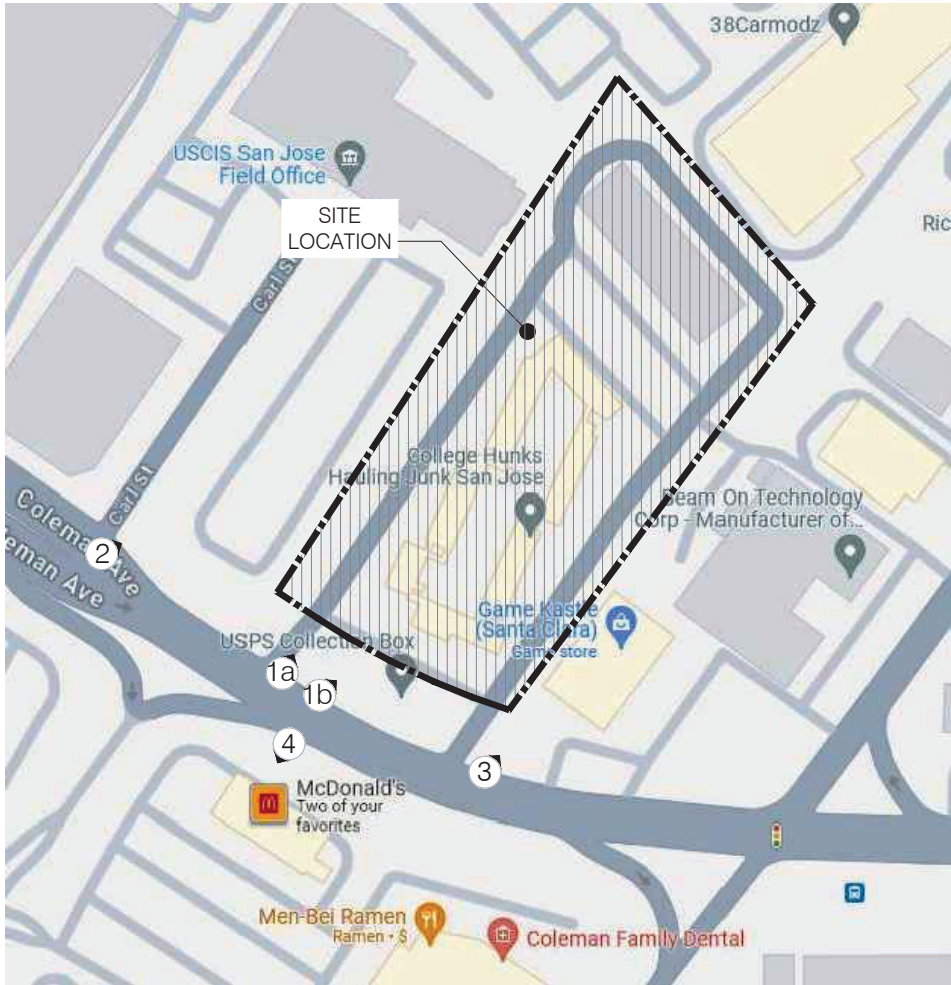 38Carmodz
USCIS San Jose
Field Office
SITE
LOCATION
Ric
Carl St
College Hunks
Hauling Junk San Jose
Beam On Technology
Corp - Manufacturer of...
Carl St
Coleman Ave
eman Ave
2
Game Kastle
(Santa Clara)
Game store
USPS Collection Box
1a
1b
4
3
McDonald's
Two of your
favorites
Men-Bei Ramen
Ramen • $
Coleman Family Dental